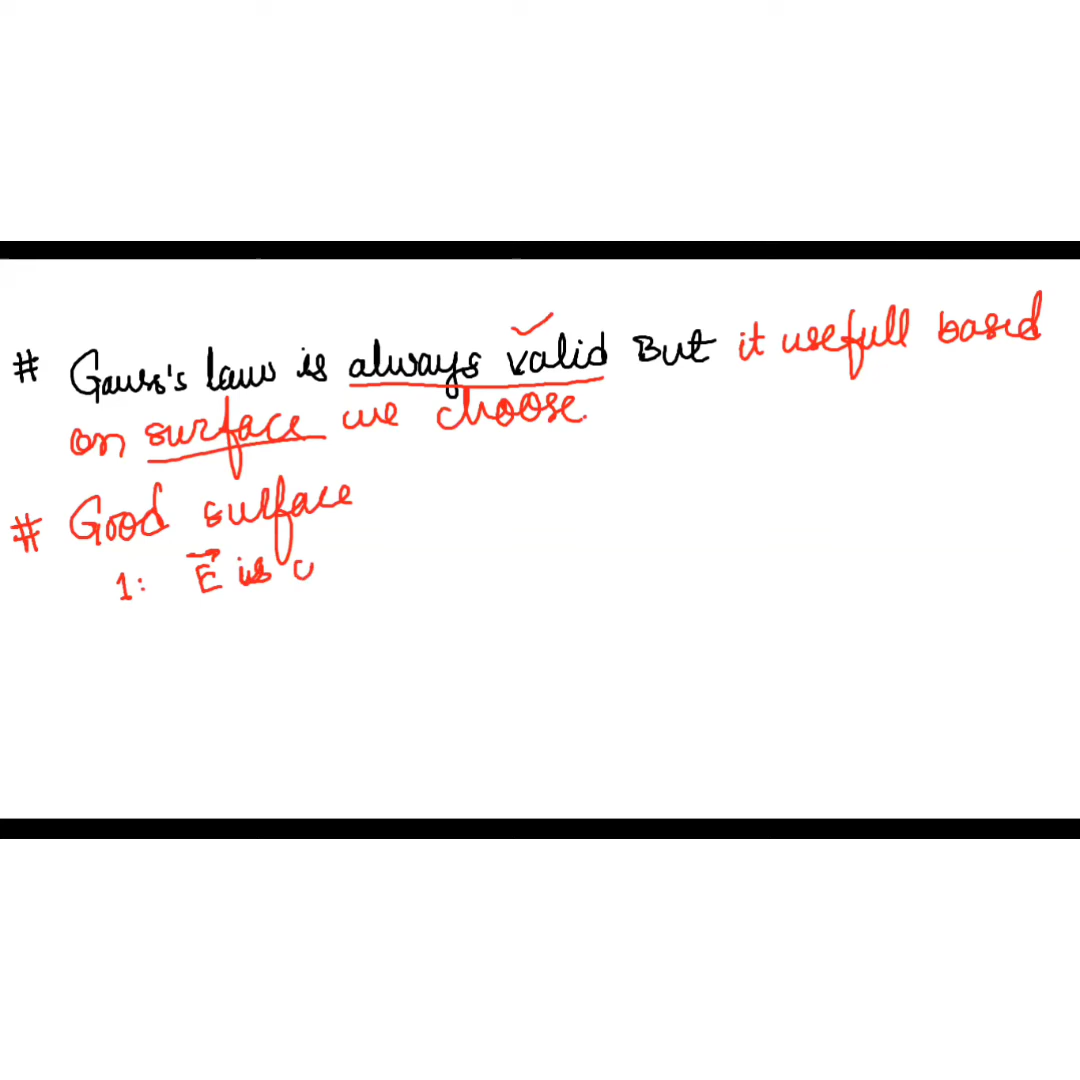 # Gauss's law is always valid But it usefull based
on surface we choose.
# Good surface
1: E is c